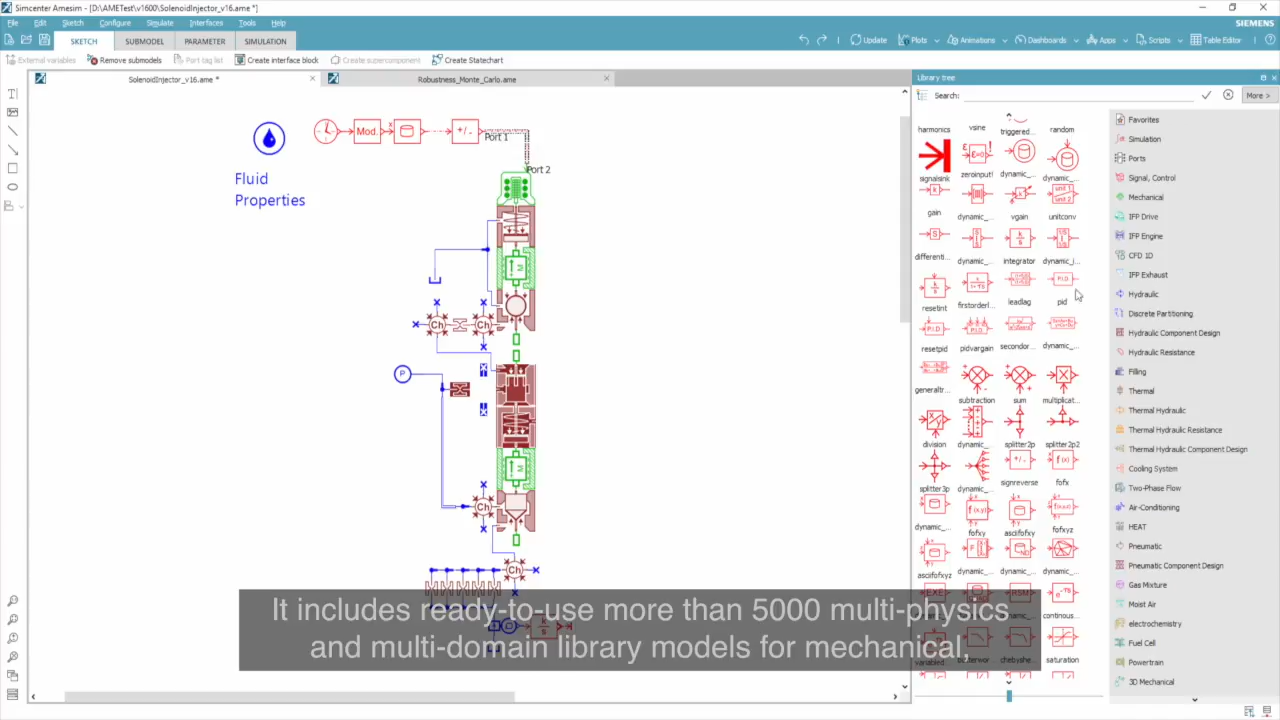 Simcenter Amesim - [D:\AMETest\v1600\SolenoidInjector_v16.ame *]
File Edit Sketch Configure Simulate Interfaces Tools Help
SIEMENS
SKETCH SUBMODEL PARAMETER SIMULATION
Update Plots Animations Dashboards Apps Scripts Table Editor
External variables Remove submodels Port tag list Create interface block Create supercomponent Create Statechart
SolenoidInjector_v16.ame *
Robustness_Monte_Carlo.ame
Library tree
Search:
More >
Mod.
+/-
Port 1
Port 2
Fluid
Properties
M
Ch
Ch
P
M
Ch
Ch
harmonics vsine triggered... random
signalsink zeroinput! dynamic_... dynamic_...
gain dynamic_... vgain unitconv
differenti... dynamic_... integrator dynamic_i...
resetint firstorderl... leadlag pid
resetpid pidvargain secondor... dynamic_...
generaltr... subtraction sum multiplicat...
division dynamic_... splitter2p splitter2p2
splitter3p dynamic_... signreverse fofx
dynamic_... fofxy asciifofxy fofxyz
asciifofxyz dynamic_... dynamic_... dynamic_...
continous...
saturation
Favorites
Simulation
Ports
Signal, Control
Mechanical
IFP Drive
IFP Engine
CFD 1D
IFP Exhaust
Hydraulic
Discrete Partitioning
Hydraulic Component Design
Hydraulic Resistance
Filling
Thermal
Thermal Hydraulic
Thermal Hydraulic Resistance
Thermal Hydraulic Component Design
Cooling System
Two-Phase Flow
Air-Conditioning
HEAT
Pneumatic
Pneumatic Component Design
Gas Mixture
Moist Air
electrochemistry
Fuel Cell
Powertrain
3D Mechanical
It includes ready-to-use more than 5000 multi-physics
and multi-domain library models for mechanical,